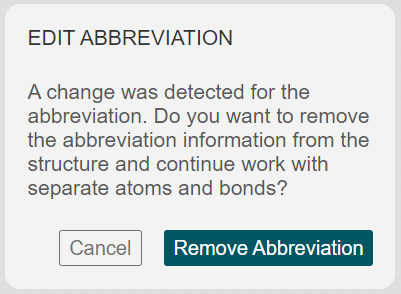 EDIT ABBREVIATION
A change was detected for the
abbreviation. Do you want to remove
the abbreviation information from the
structure and continue work with
separate atoms and bonds?
Cancel
Remove Abbreviation